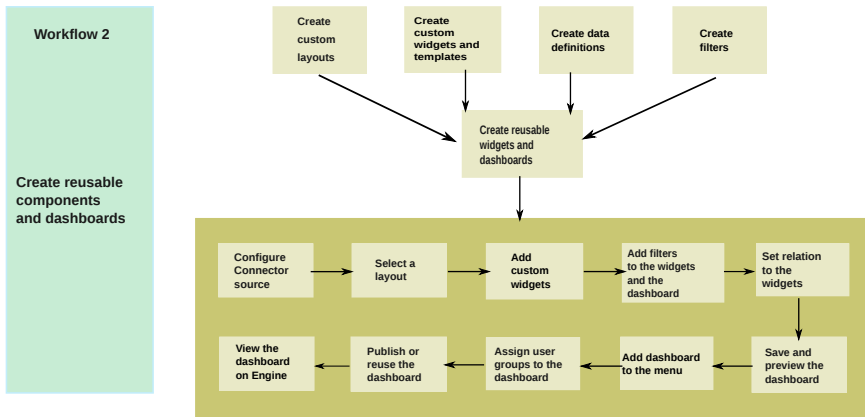 Workflow 2
Create reusable
components
and dashboards
Create
custom
layouts
Create
custom
widgets and
templates
Create data
definitions
Create
filters
Create reusable
widgets and
dashboards
Configure
Connector
source
Select a
layout
Add
custom
widgets
Add filters
to the widgets
and the
dashboard
Set relation
to the
widgets
Save and
preview the
dashboard
Add dashboard
to the menu
Assign user
groups to the
dashboard
Publish or
reuse the
dashboard
View the
dashboard
on Engine